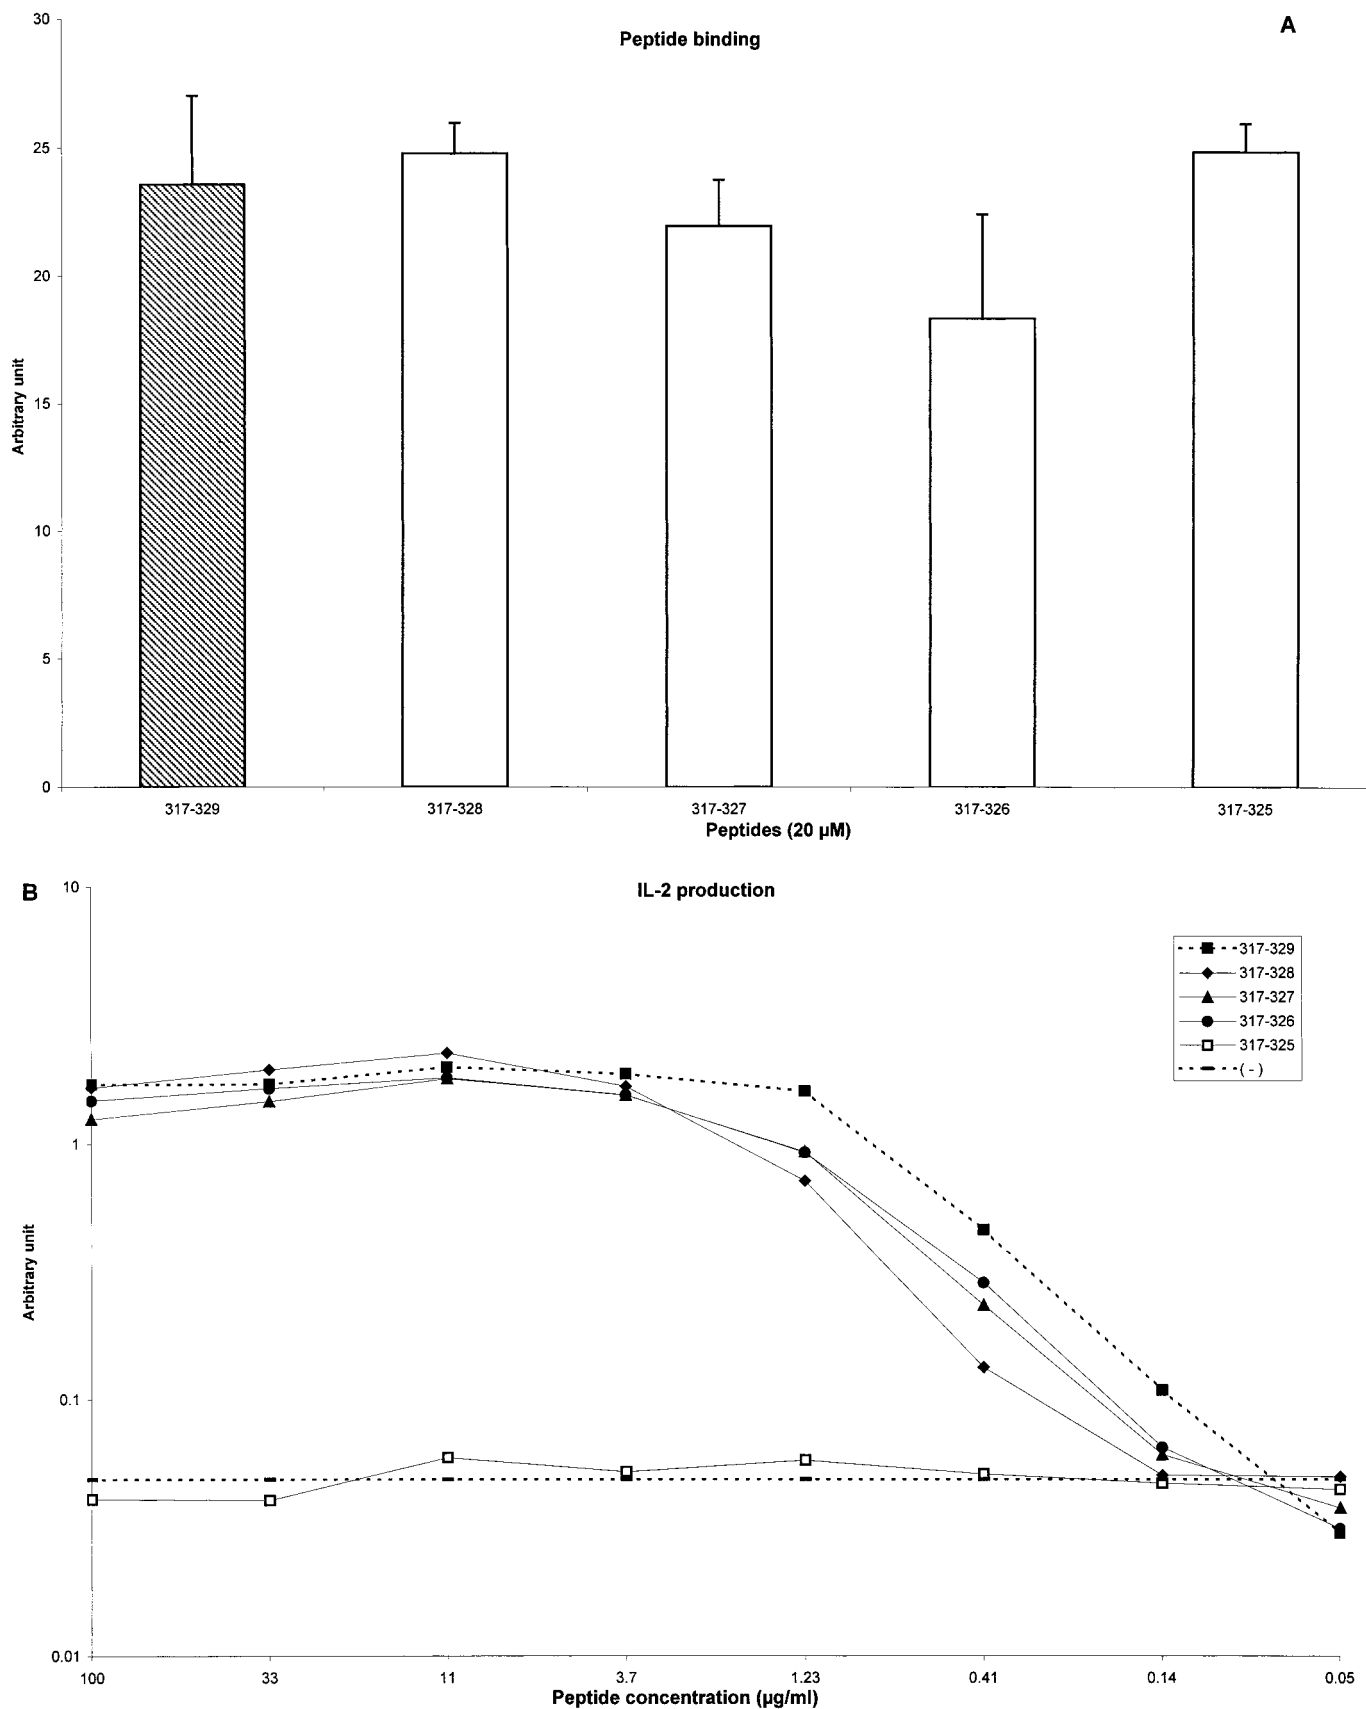 A
Peptide binding
30
25
20
15
10
5
0
Arbitrary unit
317-329 317-328 317-327 317-326 317-325
Peptides (20 µM)
B
IL-2 production
10
1
0.1
0.01
Arbitrary unit
317-329
317-328
317-327
317-326
317-325
( - )
100 33 11 3.7 1.23 0.41 0.14 0.05
Peptide concentration (µg/ml)